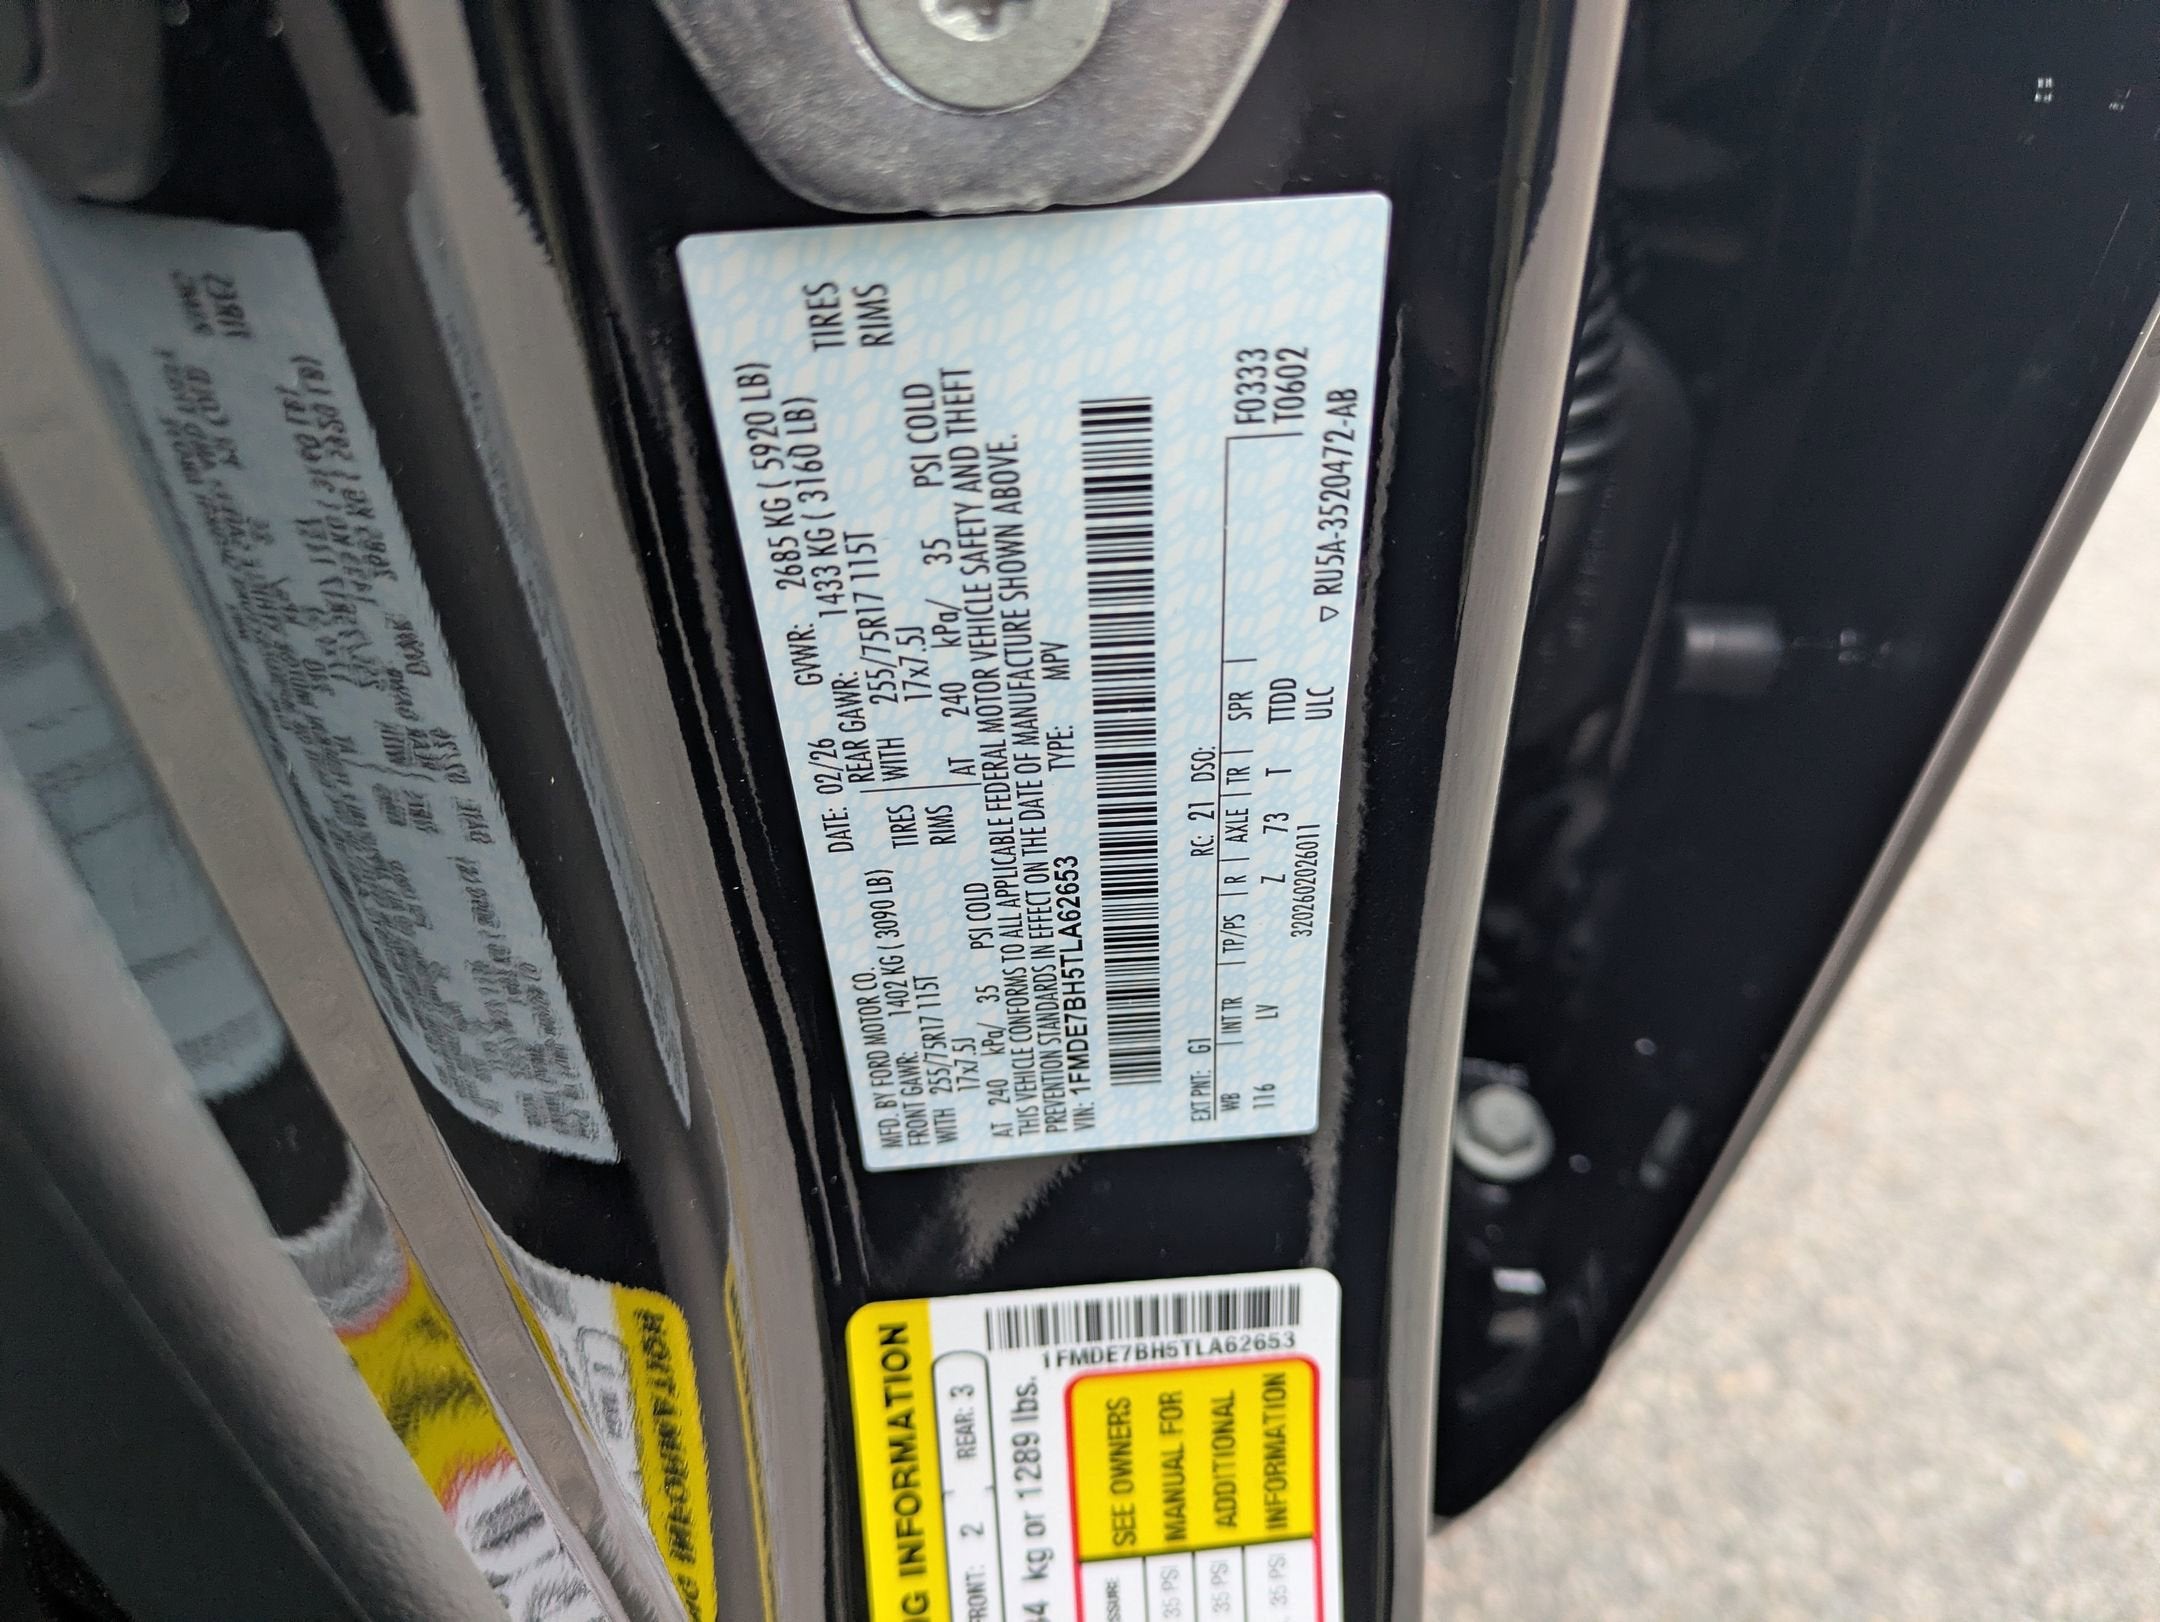 MFD. BY FORD MOTOR CO. DATE: 02/26 GVWR: 2685 KG ( 5920 LB)
FRONT GAWR: 1402 KG ( 3090 LB) REAR GAWR: 1433 KG ( 3160 LB)
WITH 255/75R17 115T TIRES WITH 255/75R17 115T TIRES
17x7.5J RIMS 17x7.5J RIMS
AT 240 kPa/ 35 PSI COLD AT 240 kPa/ 35 PSI COLD
THIS VEHICLE CONFORMS TO ALL APPLICABLE FEDERAL MOTOR VEHICLE SAFETY AND THEFT
PREVENTION STANDARDS IN EFFECT ON THE DATE OF MANUFACTURE SHOWN ABOVE.
VIN: 1FMDE7BH5TLA62653 TYPE: MPV
EXT PNT: G1 RC: 21 DSO: F0333
WB INT TR TP/PS R AXLE TR SPR T0602
116 LV Z 73 T TTDD
3202602026011 ULC ▽ RU5A-3520472-AB
NG INFORMATION
FRONT: 2 REAR: 3
4 kg or 1289 lbs.
1FMDE7BH5TLA62653
SEE OWNERS
MANUAL FOR
ADDITIONAL
INFORMATION
SSURE
35 PSI
35 PSI
35 PSI